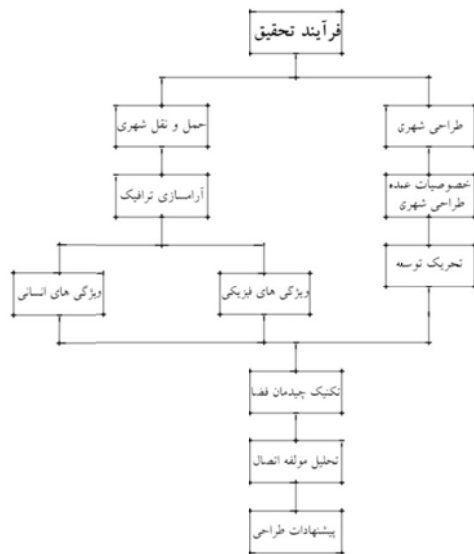 فرآیند تحقیق
طراحی شهری
حمل و نقل شهری
خصوصیات عمده
طراحی شهری
آرامسازی ترافیک
تحریک توسعه
ویژگی های فیزیکی
ویژگی های انسانی
تکنیک چیدمان فضا
تحلیل مولفه اتصال
پیشنهادات طراحی